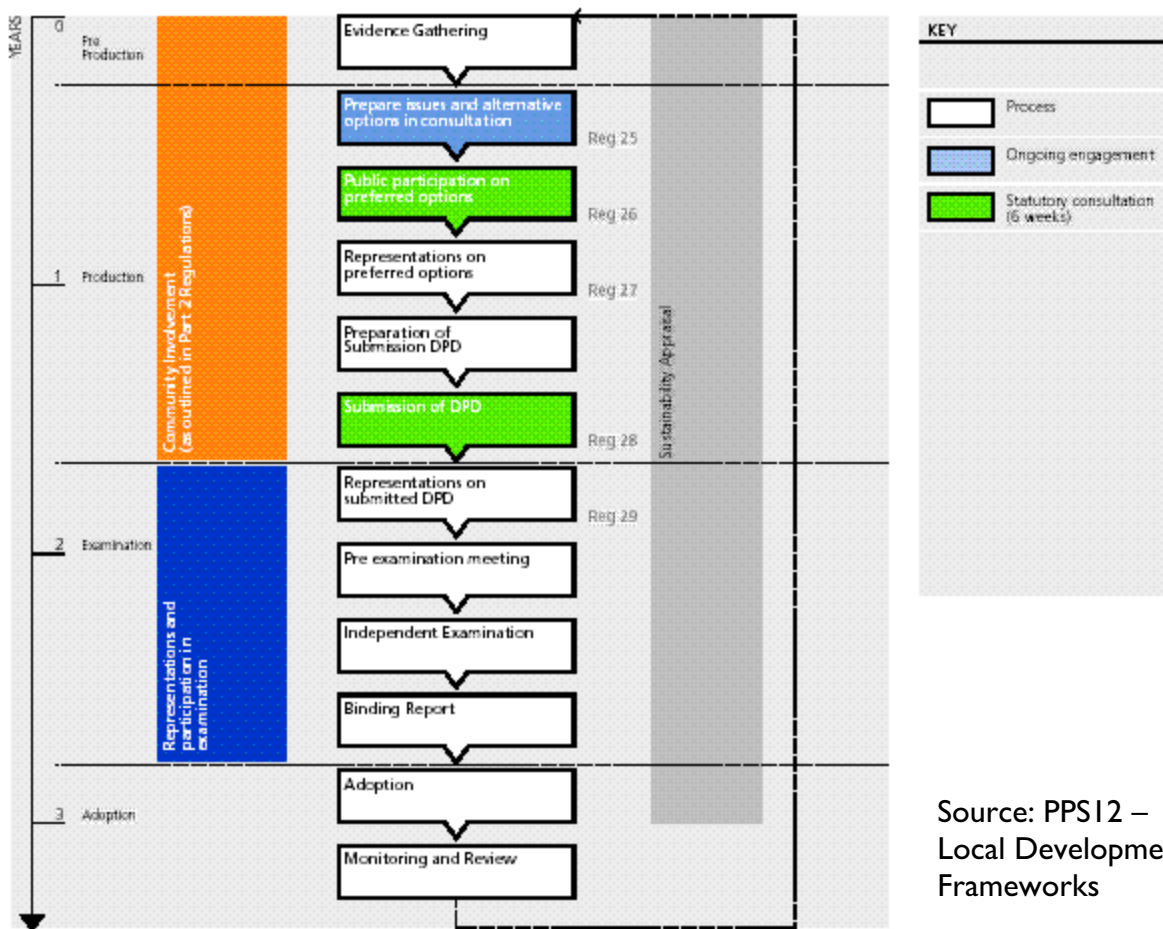 YEARS
0
Pre
Production
1
Production
2
Examination
3
Adoption
Community Involvement
(as outlined in Part 2 Regulations)
Representations and
participation in
examination
Evidence Gathering
Prepare issues and alternative
options in consultation
Reg 25
Public participation on
preferred options
Reg 26
Representations on
preferred options
Reg 27
Preparation of
Submission DPD
Submission of DPD
Reg 28
Representations on
submitted DPD
Reg 29
Pre examination meeting
Independent Examination
Binding Report
Adoption
Monitoring and Review
Sustainability Appraisal
KEY
Process
Ongoing engagement
Statutory consultation
(6 weeks)
Source: PPS12 –
Local Developme
Frameworks